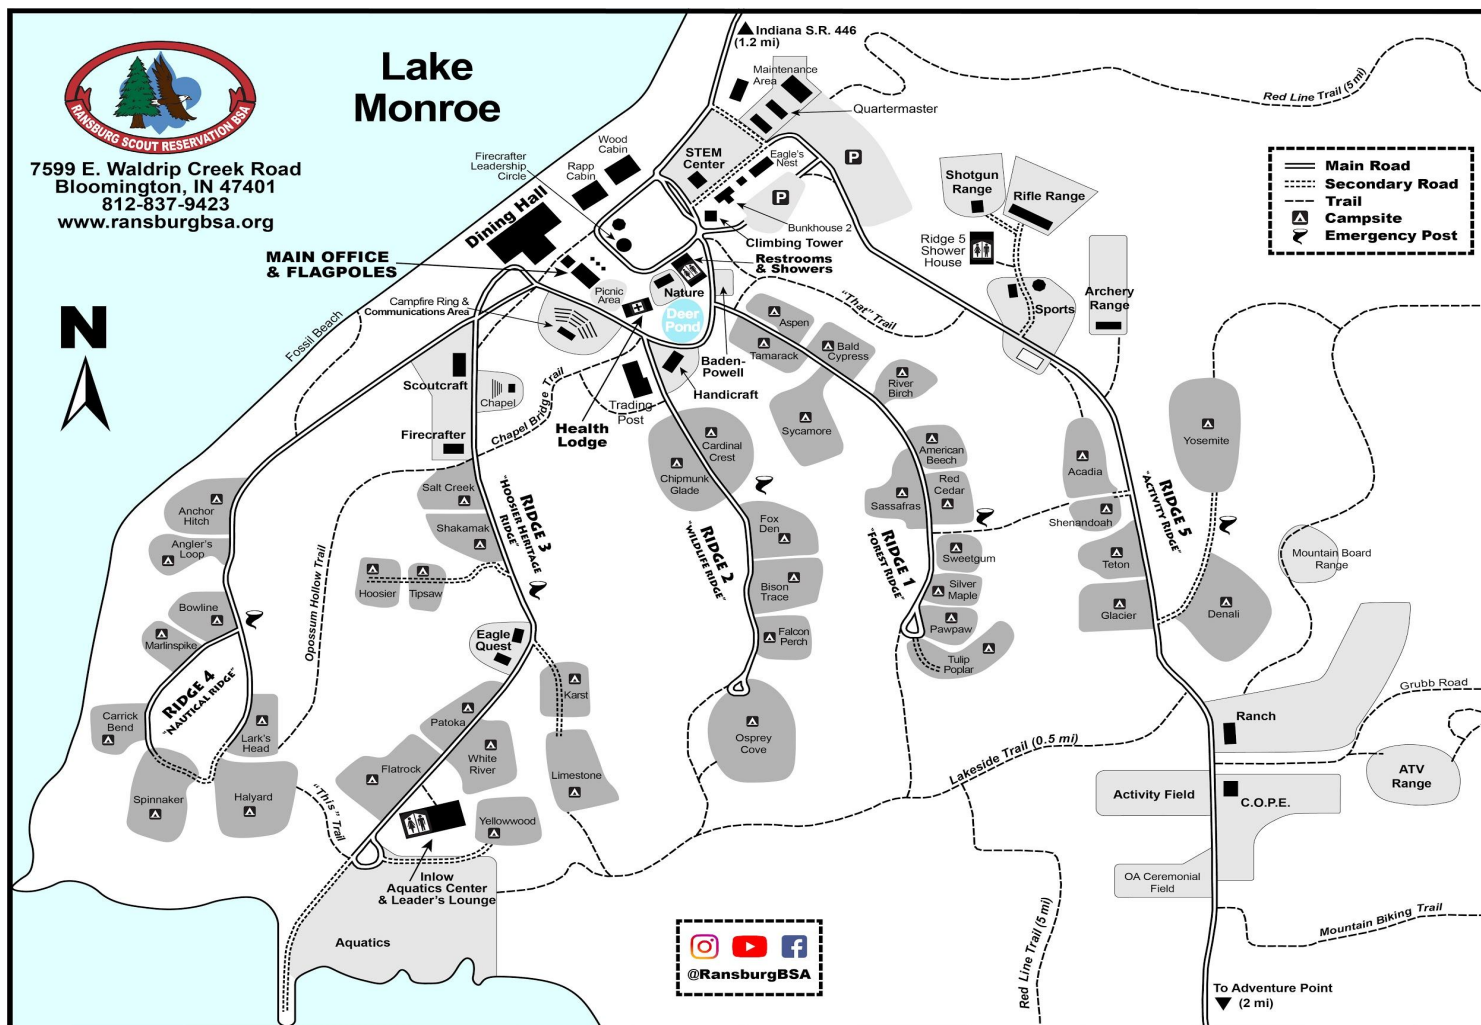 RANSBURG SCOUT RESERVATION BSA
7599 E. Waldrip Creek Road
Bloomington, IN 47401
812-837-9423
www.ransburgbsa.org
Lake
Monroe
Indiana S.R. 446
(1.2 mi)
Maintenance
Area
Quartermaster
Red Line Trail (5 mi)
Main Road
Secondary Road
Trail
Campsite
Emergency Post
Wood
Cabin
Rapp
Cabin
Firecrafter
Leadership
Circle
STEM
Center
Eagle's
Nest
P
P
Bunkhouse 2
Climbing Tower
Restrooms
& Showers
Dining Hall
MAIN OFFICE
& FLAGPOLES
Shotgun
Range
Rifle Range
Ridge 5
Shower
House
Sports
Archery
Range
Picnic
Area
Nature
Deer
Pond
Campfire Ring &
Communications Area
Fossil Beach
N
"That" Trail
Baden-
Powell
Handicraft
Trading
Post
Health
Lodge
Chapel Bridge Trail
Scoutcraft
Chapel
Firecrafter
Aspen
Tamarack
Bald
Cypress
River
Birch
Sycamore
American
Beech
Red
Cedar
Sassafras
Sweetgum
Silver
Maple
Pawpaw
Tulip
Poplar
RIDGE 1
"FOREST RIDGE"
Cardinal
Crest
Chipmunk
Glade
Fox
Den
Bison
Trace
Falcon
Perch
Osprey
Cove
RIDGE 2
"WILDLIFE RIDGE"
Salt Creek
Shakamak
Hoosier
Tipsaw
RIDGE 3
"HOOSIER HERITAGE
RIDGE"
Eagle
Quest
Karst
Patoka
White
River
Flatrock
Limestone
Yellowwood
Opossum Hollow Trail
Anchor
Hitch
Angler's
Loop
Bowline
Marlinspike
RIDGE 4
"NAUTICAL RIDGE"
Carrick
Bend
Lark's
Head
Spinnaker
Halyard
"This" Trail
Inlow
Aquatics Center
& Leader's Lounge
Aquatics
Acadia
Shenandoah
Teton
Glacier
Yosemite
Denali
RIDGE 5
"ACTIVITY RIDGE"
Mountain Board
Range
Grubb Road
Ranch
Lakeside Trail (0.5 mi)
Activity Field
C.O.P.E.
ATV
Range
OA Ceremonial
Field
Mountain Biking Trail
Red Line Trail (5 mi)
To Adventure Point
(2 mi)
@RansburgBSA